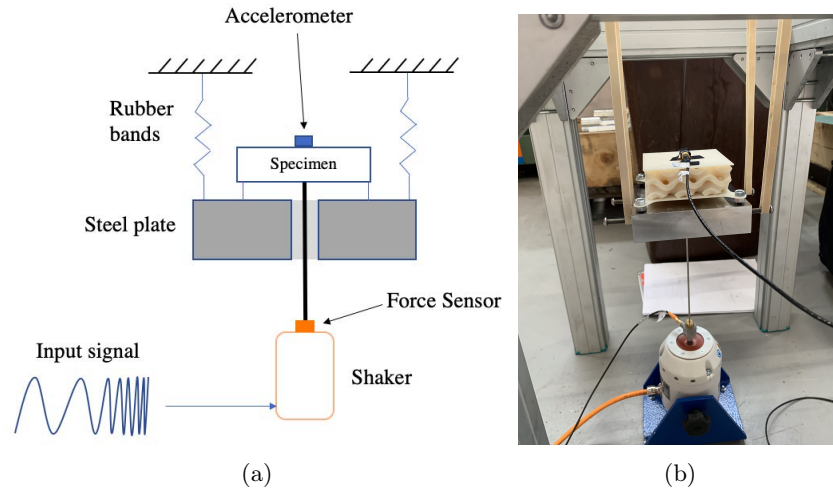 Accelerometer
Rubber
bands
Specimen
Steel plate
Force Sensor
Input signal
Shaker
(a)
(b)